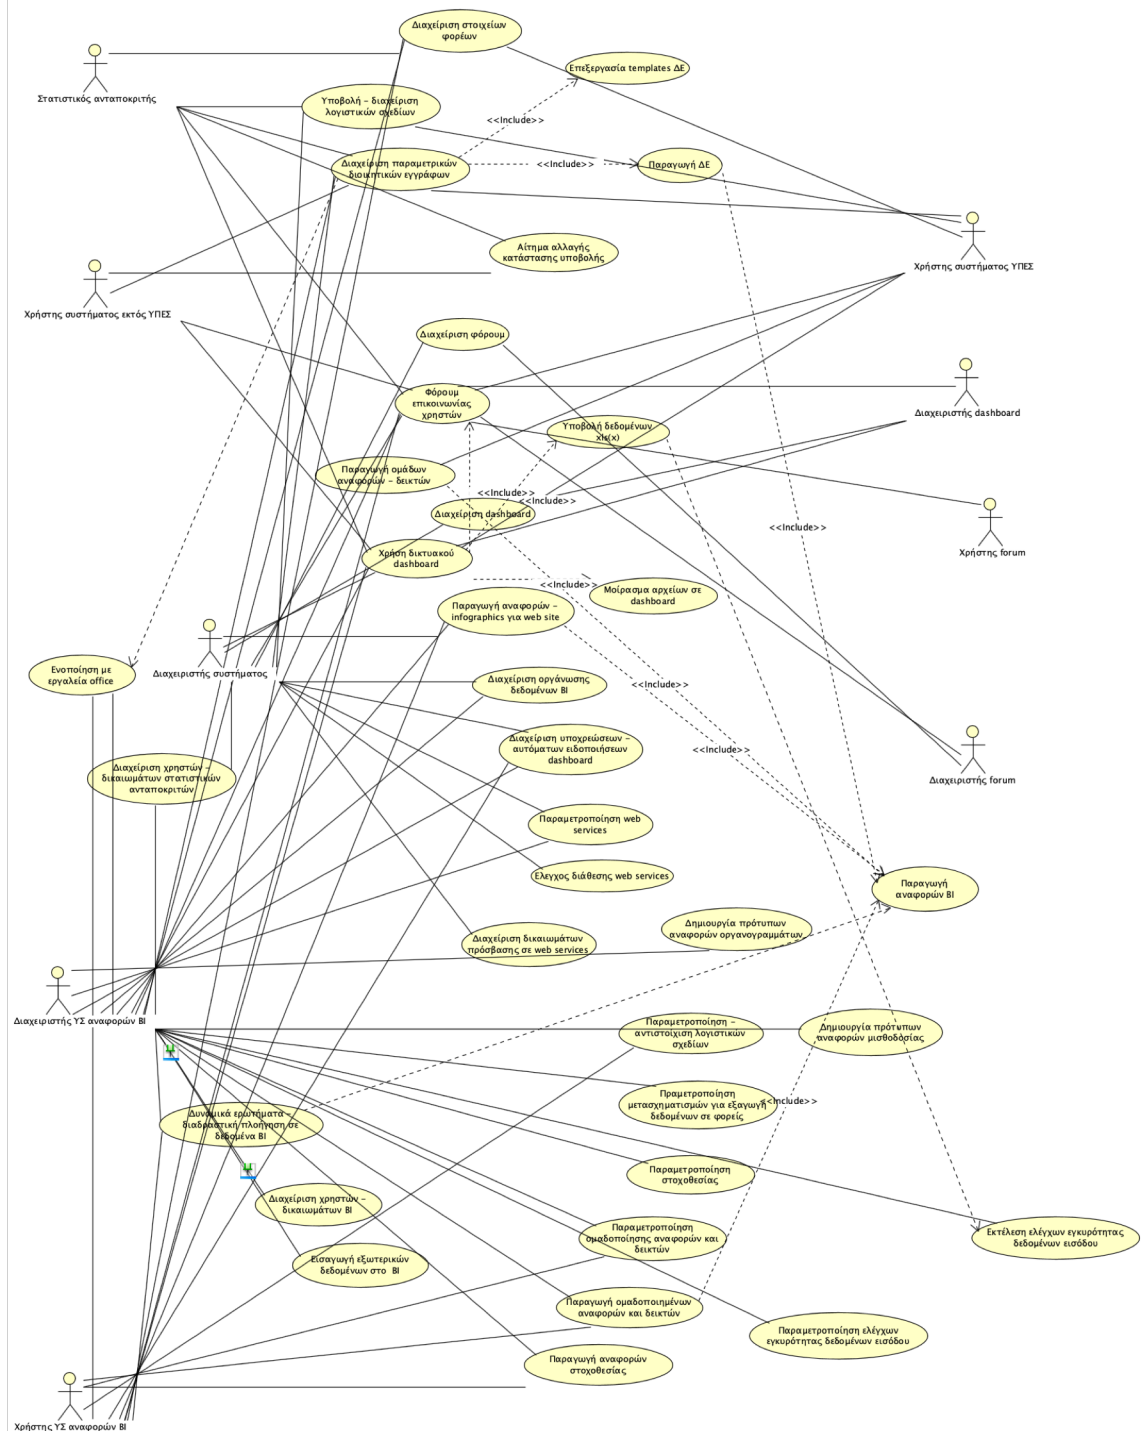 Διαχείριση στοιχείων
φορέων
Επεξεργασία templates ΔΕ
Στατιστικός ανταποκριτής
Υποβολή – διαχείριση
λογιστικών σχεδίων
<<Include>>
Διαχείριση παραμετρικών
διοικητικών εγγράφων
<<Include>>
Παραγωγή ΔΕ
Αίτημα αλλαγής
κατάστασης υποβολής
Χρήστης συστήματος ΥΠΕΣ
Χρήστης συστήματος εκτός ΥΠΕΣ
Διαχείριση φόρουμ
Φόρουμ
επικοινωνίας
χρηστών
Διαχειριστής dashboard
Υποβολή δεδομένων
xls(x)
Παραγωγή ομάδων
αναφορών – δεικτών
<<Include>>
<<Include>>
Διαχείριση dashboard
<<Include>>
Χρήση δικτυακού
dashboard
Χρήστης forum
<<Include>>
Μοίρασμα αρχείων σε
dashboard
Παραγωγή αναφορών –
infographics για web site
Ενοποίηση με
εργαλεία office
Διαχειριστής συστήματος
Διαχείριση οργάνωσης
δεδομένων BI
<<Include>>
Διαχείριση υποχρεώσεων –
αυτόματων ειδοποιήσεων
dashboard
<<Include>>
Διαχειριστής forum
Διαχείριση χρηστών –
δικαιωμάτων στατιστικών
ανταποκριτών
Παραμετροποίηση web
services
Ελεγχος διάθεσης web services
Παραγωγή
αναφορών BI
Δημιουργία πρότυπων
αναφορών οργανογραμμάτων
Διαχείριση δικαιωμάτων
πρόσβασης σε web services
Διαχειριστής ΥΣ αναφορών BI
Παραμετροποίηση –
αντιστοίχιση λογιστικών
σχεδίων
Δημιουργία πρότυπων
αναφορών μισθοδοσίας
Πραμετροποίηση
μετασχηματισμών για εξαγωγή
δεδομένων σε φορείς
<<Include>>
Δυναμικά ερωτήματα –
διαδραστική πλοήγηση σε
δεδομένα BI
Παραμετροποίηση
στοχοθεσίας
Διαχείριση χρηστών –
δικαιωμάτων BI
Παραμετροποίηση
ομαδοποίησης αναφορών και
δεικτών
Εκτέλεση ελέγχων εγκυρότητας
δεδομένων εισόδου
Εισαγωγή εξωτερικών
δεδομένων στο BI
Παραγωγή ομαδοποιημένων
αναφορών και δεικτών
Παραμετροποίηση ελέγχων
εγκυρότητας δεδομένων εισόδου
Παραγωγή αναφορών
στοχοθεσίας
Χρήστης ΥΣ αναφορών BI